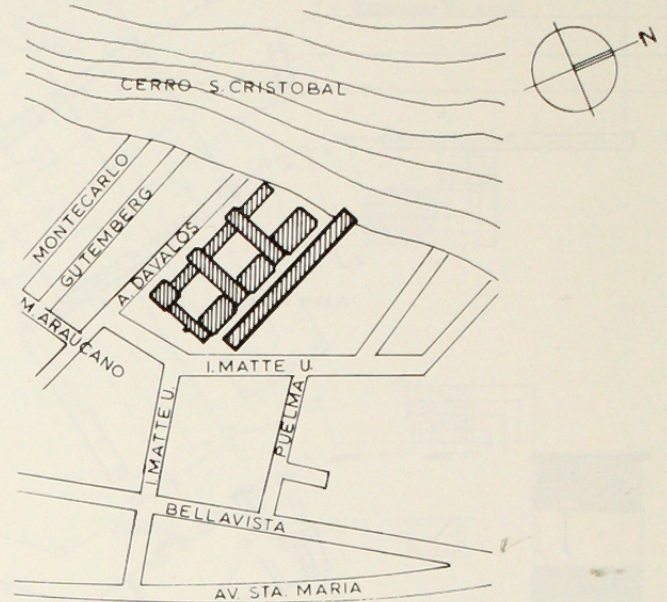 N
CERRO S. CRISTOBAL
MONTECARLO
GUTEMBERG
A. DAVALOS
M. ARAUCANO
I. MATTE U.
I. MATTE U.
PUELMA
BELLAVISTA
AV. STA. MARIA